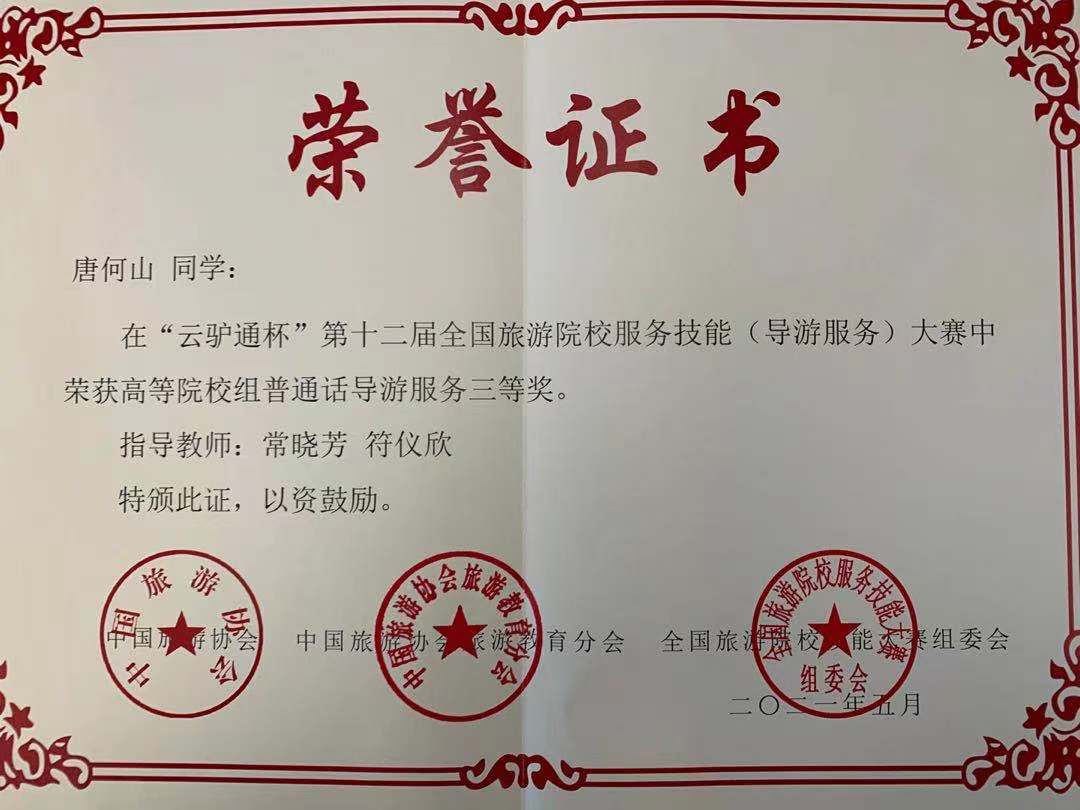 荣誉证书
唐何山 同学：
在“云驴通杯”第十二届全国旅游院校服务技能（导游服务）大赛中
荣获高等院校组普通话导游服务三等奖。
指导教师：常晓芳 符仪欣
特颁此证，以资鼓励。
中国旅游协会
中国旅游协会旅游教育分会
全国旅游院校服务技能大赛
组委会
中国旅游协会 中国旅游协会旅游教育分会 全国旅游院校技能大赛组委会
二〇二一年五月